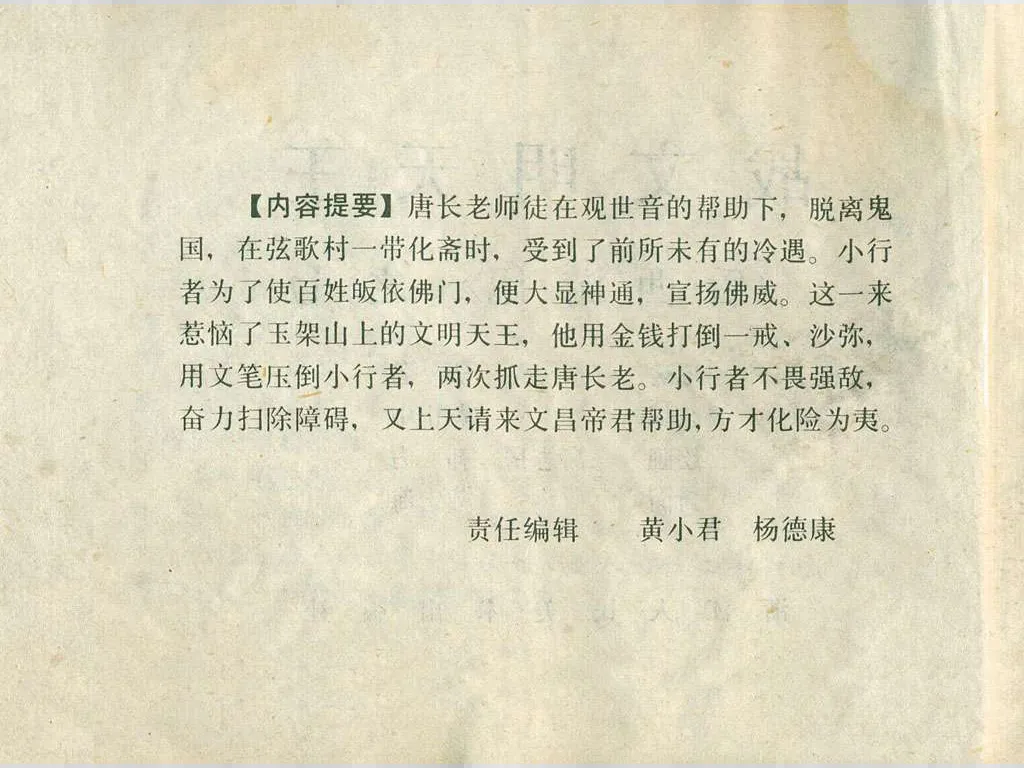 【内容提要】唐长老师徒在观世音的帮助下，脱离鬼
国，在弦歌村一带化斋时，受到了前所未有的冷遇。小行
者为了使百姓皈依佛门，便大显神通，宣扬佛威。这一来
惹恼了玉架山上的文明天王，他用金钱打倒一戒、沙弥，
用文笔压倒小行者，两次抓走唐长老。小行者不畏强敌，
奋力扫除障碍，又上天请来文昌帝君帮助，方才化险为夷。
责任编辑 黄小君 杨德康